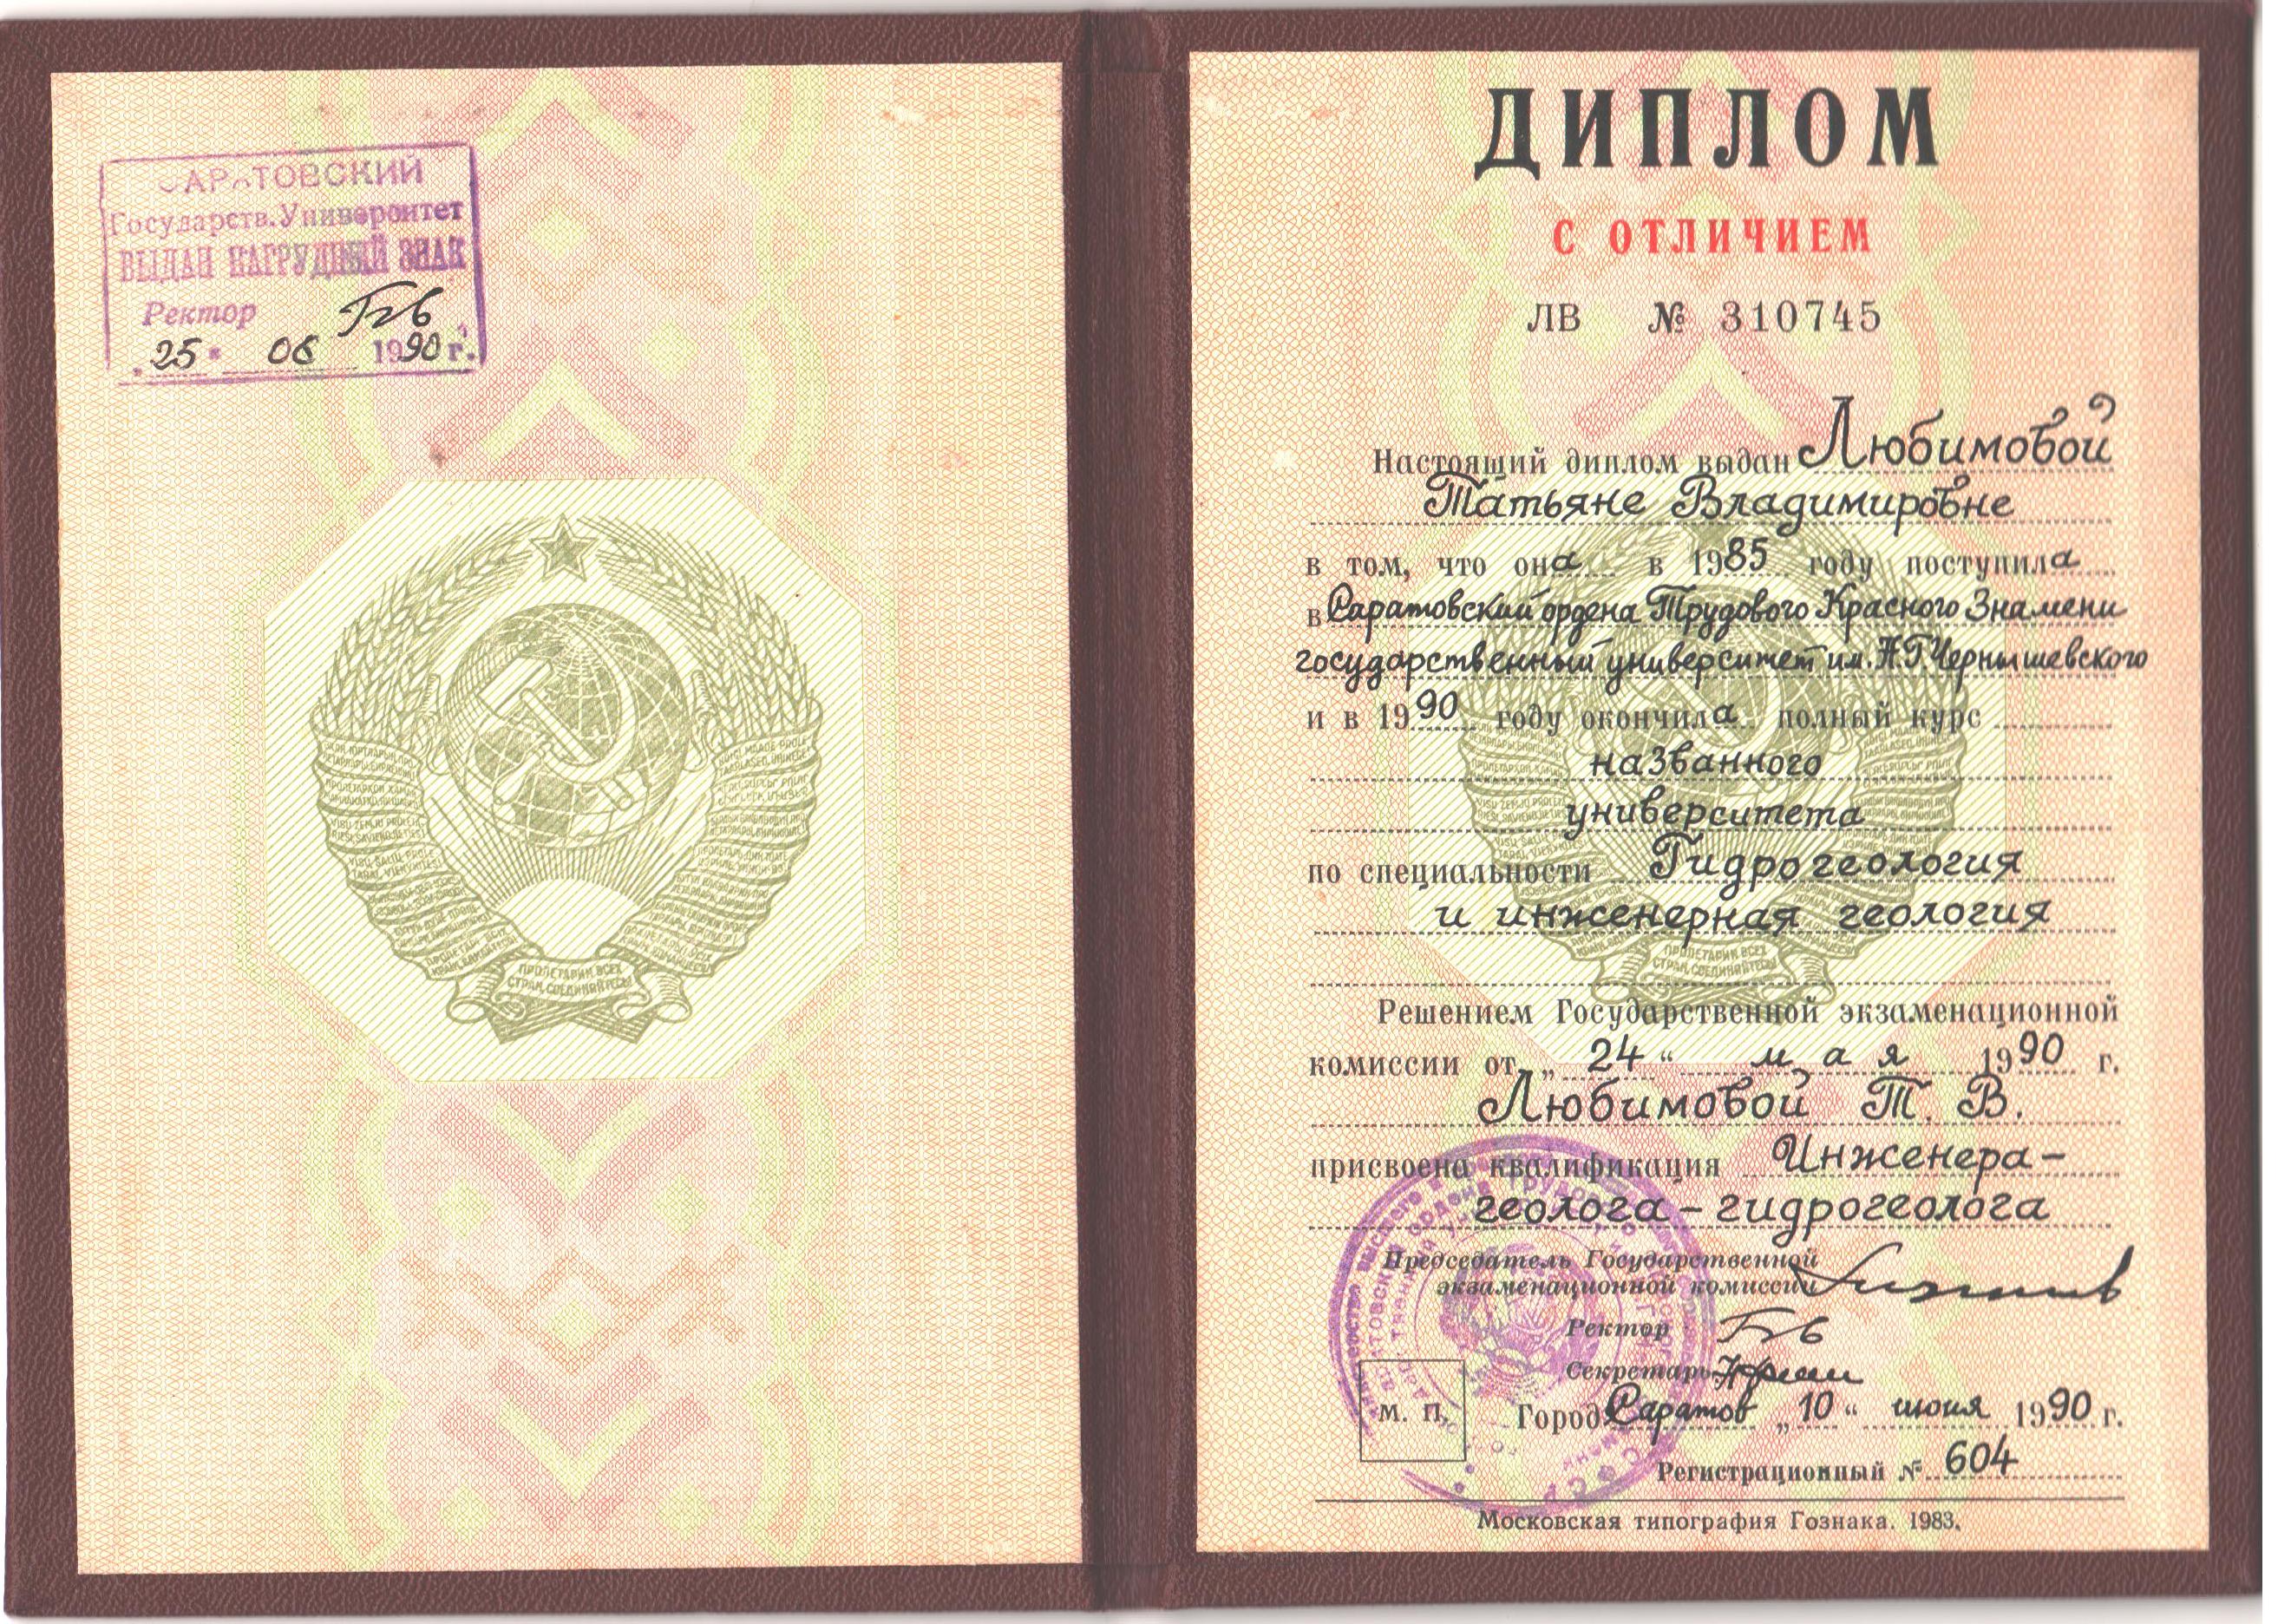 САРАТОВСКИЙ
Государств. Университет
ВЫДАН НАГРУДНЫЙ ЗНАК
Ректор
„25“ 06 1990 г.
ПРОЛЕТАРИИ ВСЕХ
СТРАН, СОЕДИНЯЙТЕСЬ!
ДИПЛОМ
С ОТЛИЧИЕМ
ЛВ № 310745
Настоящий диплом выдан Любимовой
Татьяне Владимировне
в том, что она в 1985 году поступила
в Саратовский ордена Трудового Красного Знамени
государственный университет им. Н.Г.Чернышевского
и в 1990 году окончила полный курс
названного
университета
по специальности Гидрогеология
и инженерная геология
Решением Государственной экзаменационной
комиссии от „24“ мая 1990 г.
Любимовой Т. В.
присвоена квалификация Инженера-
геолога-гидрогеолога
Председатель Государственной
экзаменационной комиссии
Ректор
Секретарь
М. П.
Город Саратов „10“ июня 1990 г.
Регистрационный № 604
Московская типография Гознака. 1983.